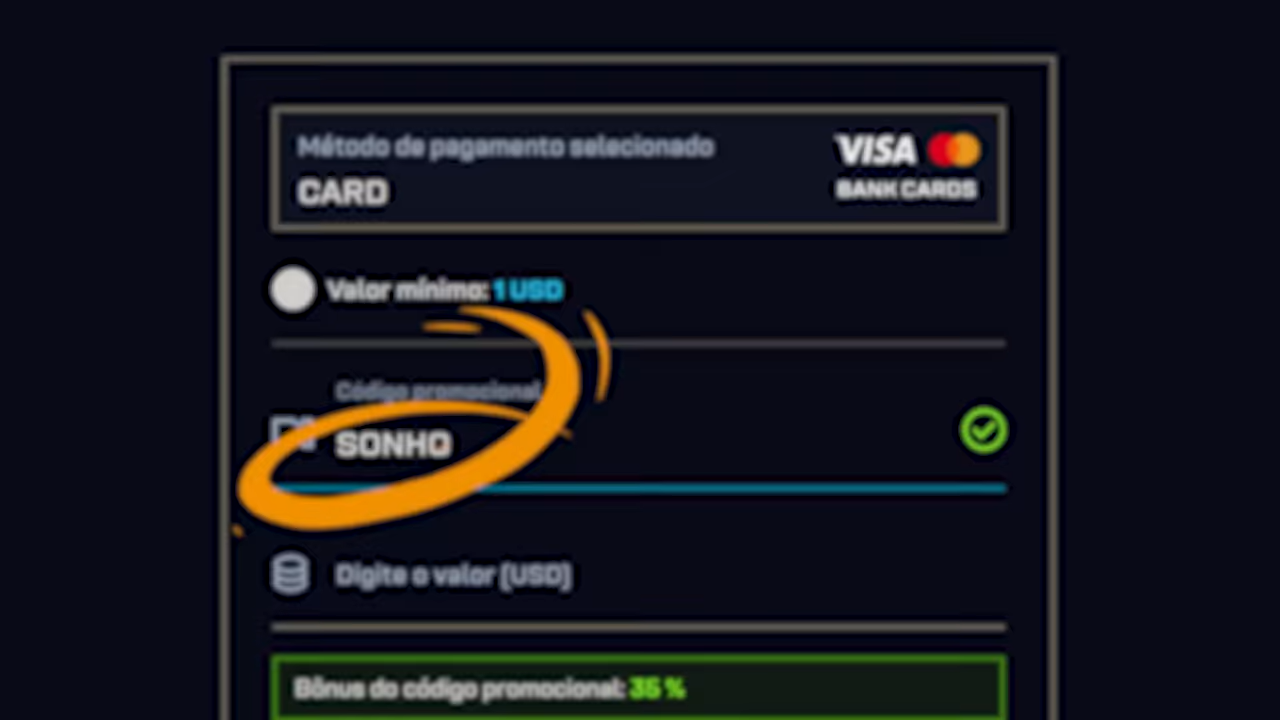 Método de pagamento selecionado
CARD
VISA
BANK CARDS
Valor mínimo: 1 USD
Código promocional
SONHO
Digite o valor (USD)
Bônus do código promocional: 35 %